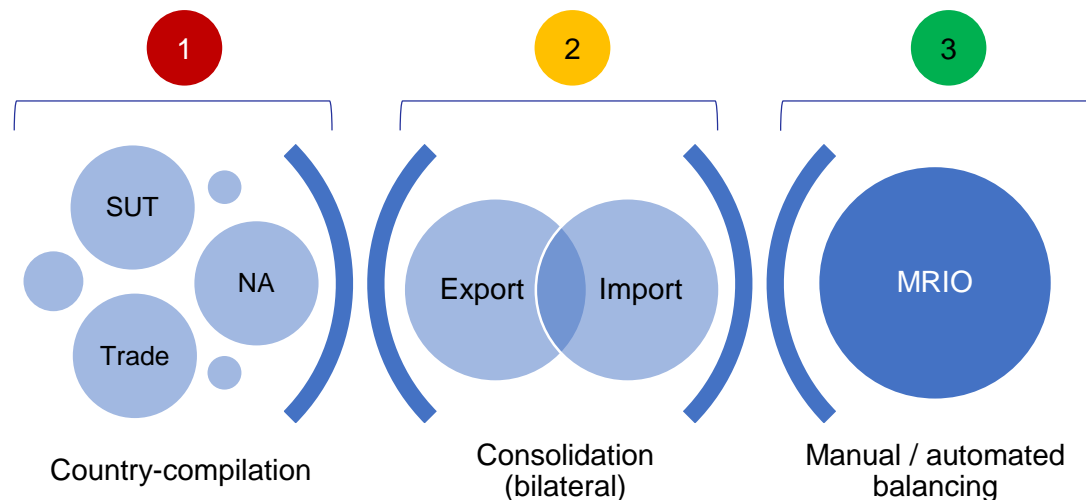 1
2
3
SUT
NA
Trade
Export
Import
MRIO
Country-compilation
Consolidation
(bilateral)
Manual / automated
balancing